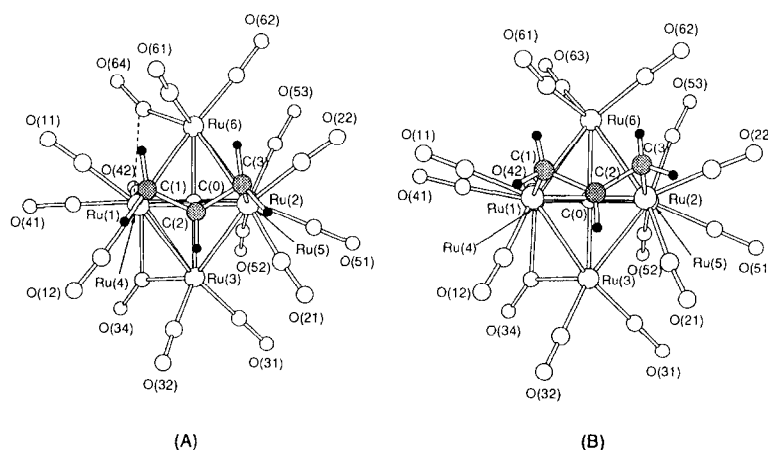 O(62)
O(61)
O(64)
O(53)
O(22)
Ru(6)
O(11)
C(3)
O(42)
C(1)
C(0)
Ru(2)
O(41)
Ru(1)
C(2)
O(51)
Ru(5)
Ru(4)
O(52)
O(12)
Ru(3)
O(21)
O(34)
O(31)
O(32)
(A)
O(62)
O(61)
O(63)
O(53)
Ru(6)
O(22)
O(11)
C(1)
C(3)
O(42)
C(2)
O(41)
Ru(1)
Ru(2)
C(0)
Ru(4)
O(51)
O(52)
Ru(5)
O(12)
Ru(3)
O(21)
O(34)
O(31)
O(32)
(B)